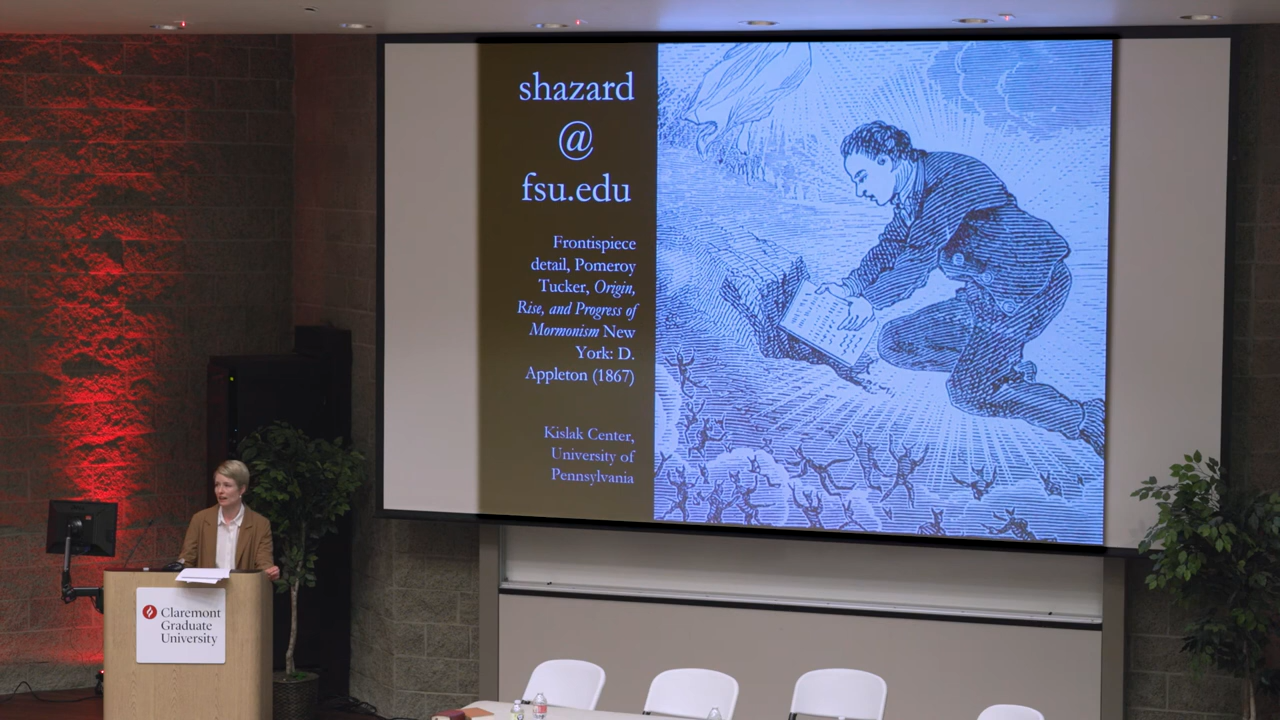 shazard
@
fsu.edu
Frontispiece
detail, Pomeroy
Tucker, Origin,
Rise, and Progress of
Mormonism New
York: D.
Appleton (1867)
Kislak Center,
University of
Pennsylvania
Claremont
Graduate
University